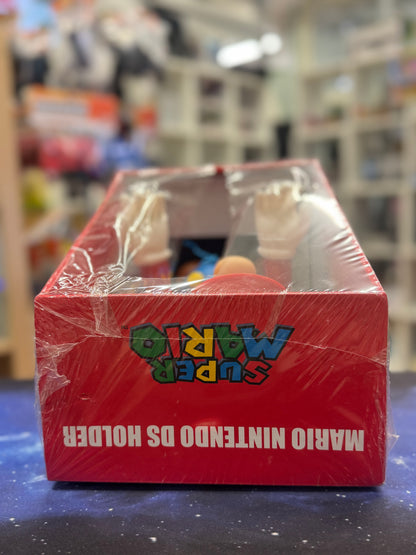 SUPER
MARIO
MARIO NINTENDO DS HOLDER